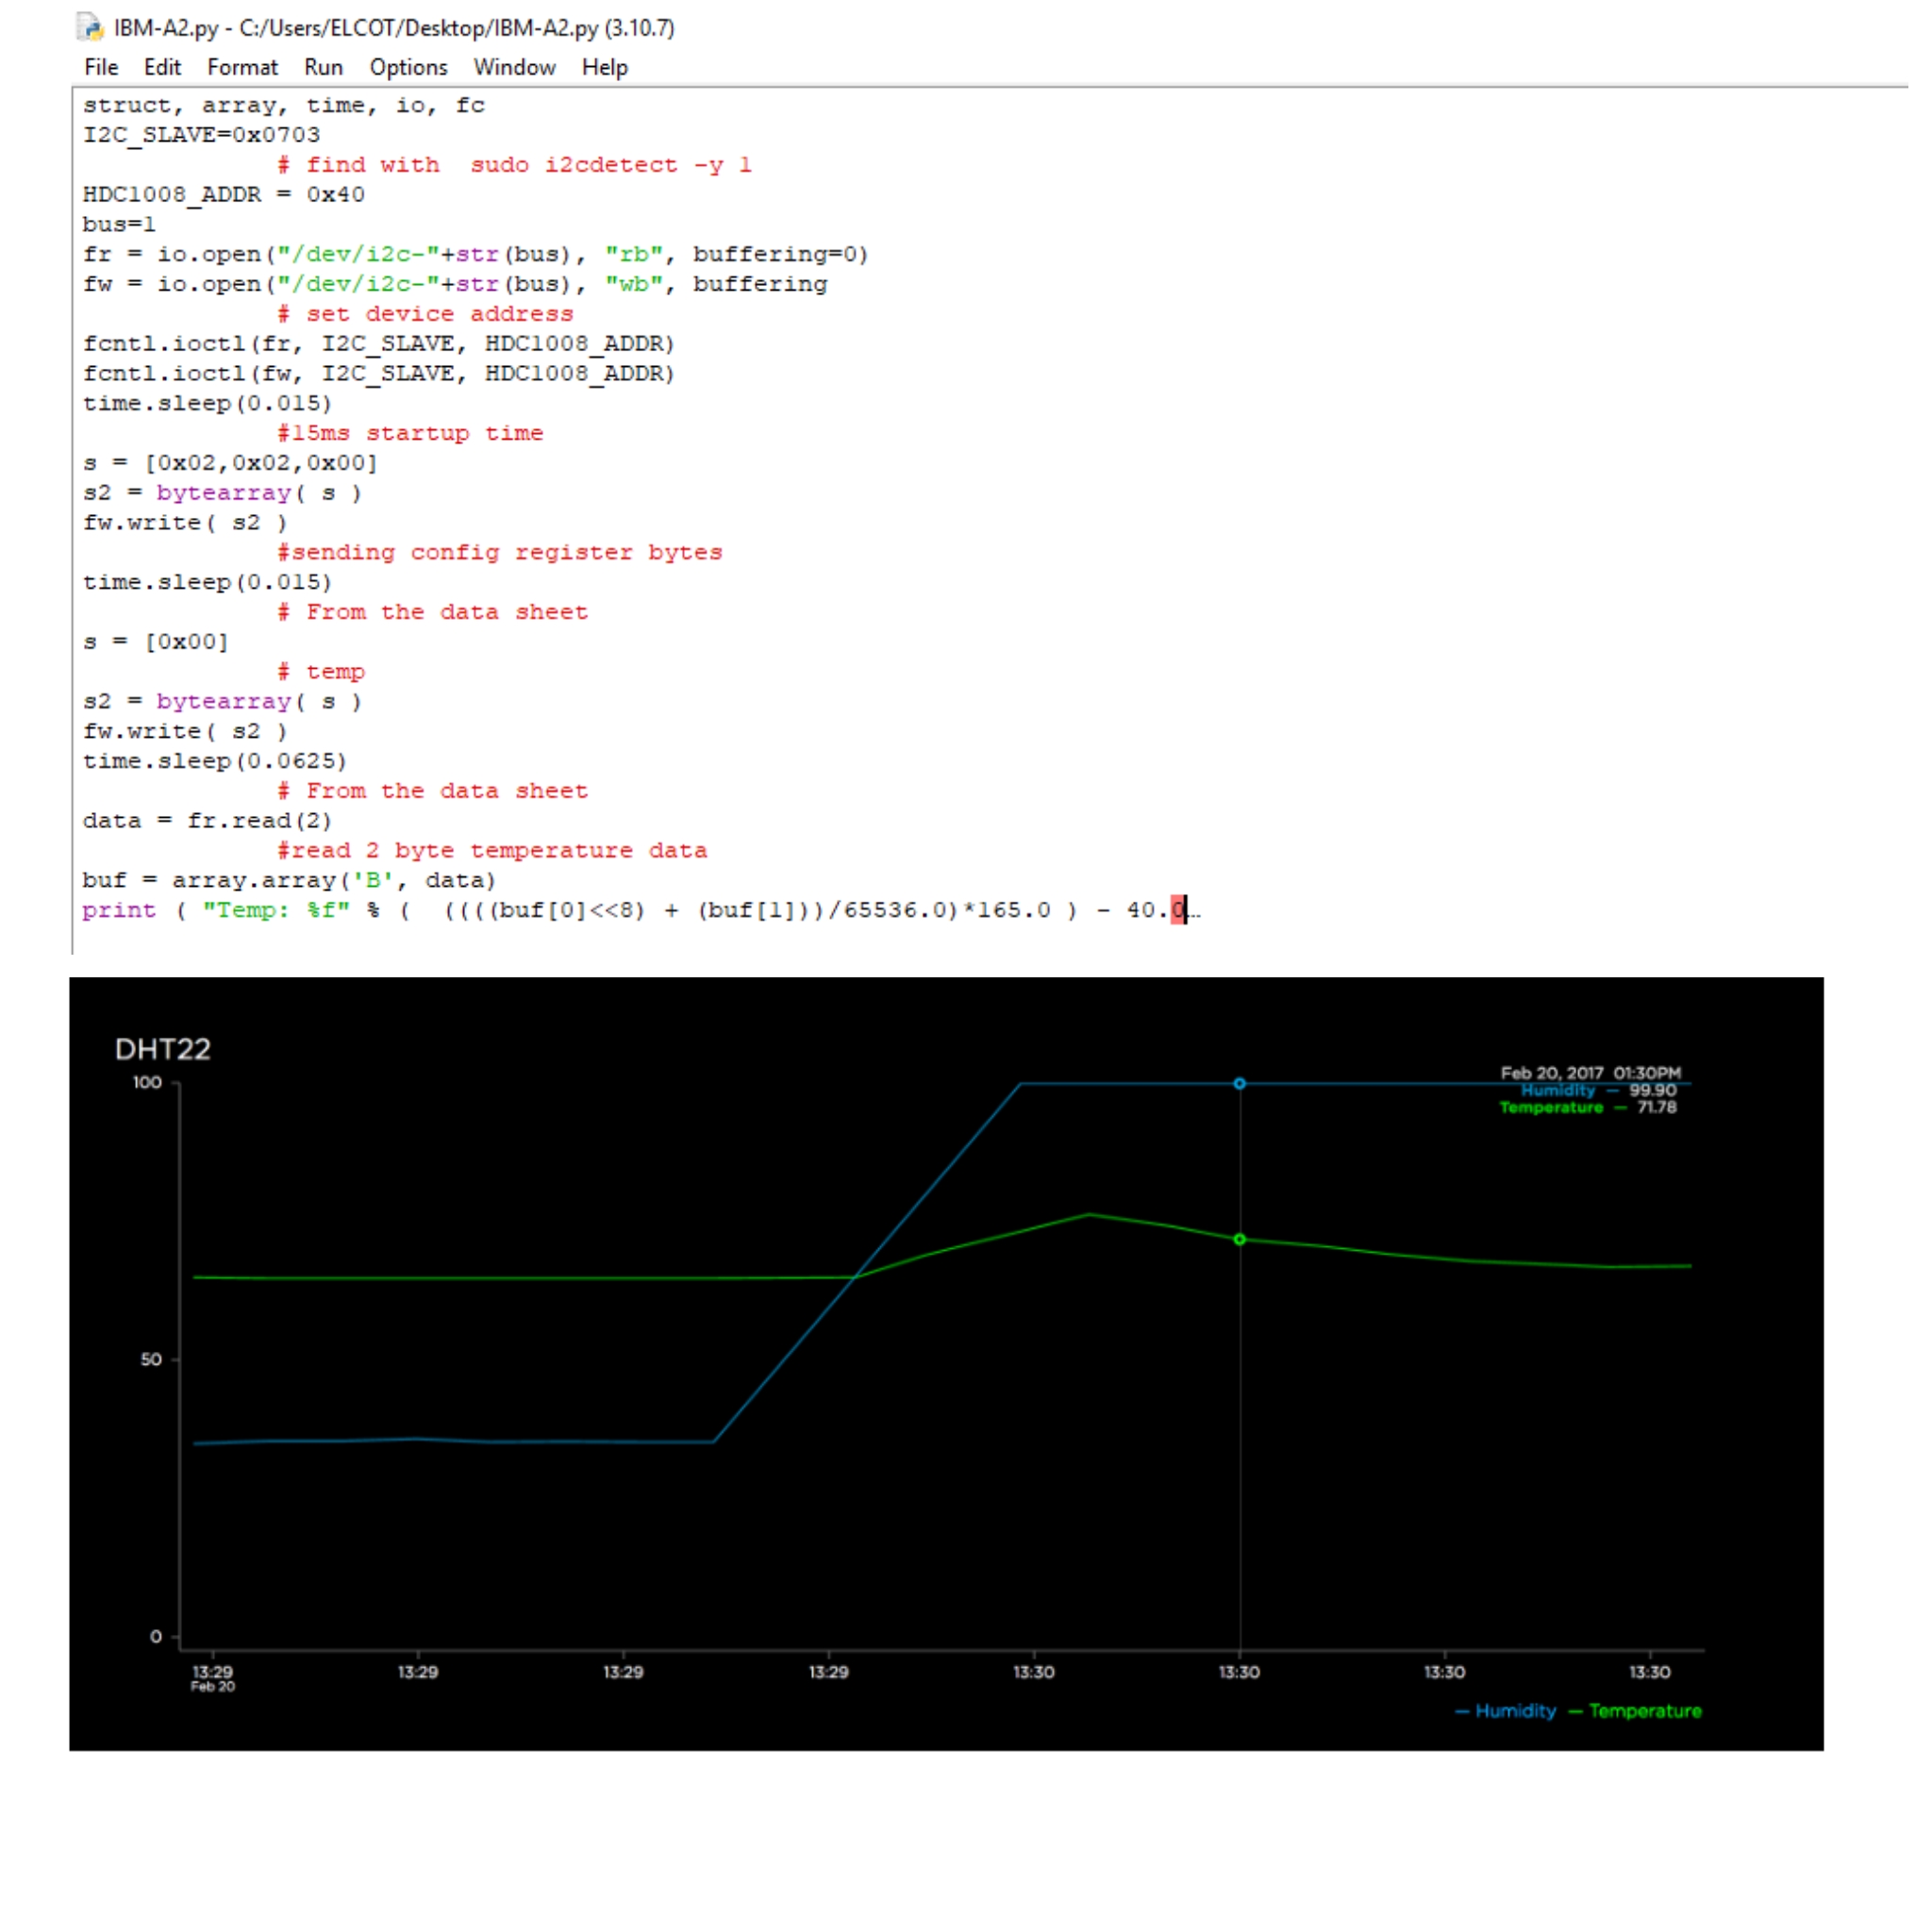 IBM-A2.py - C:/Users/ELCOT/Desktop/IBM-A2.py (3.10.7)
File Edit Format Run Options Window Help
struct, array, time, io, fc
I2C_SLAVE=0x0703
# find with  sudo i2cdetect -y 1
HDC1008_ADDR = 0x40
bus=1
fr = io.open("/dev/i2c-"+str(bus), "rb", buffering=0)
fw = io.open("/dev/i2c-"+str(bus), "wb", buffering
# set device address
fcntl.ioctl(fr, I2C_SLAVE, HDC1008_ADDR)
fcntl.ioctl(fw, I2C_SLAVE, HDC1008_ADDR)
time.sleep(0.015)
#15ms startup time
s = [0x02,0x02,0x00]
s2 = bytearray( s )
fw.write( s2 )
#sending config register bytes
time.sleep(0.015)
# From the data sheet
s = [0x00]
# temp
s2 = bytearray( s )
fw.write( s2 )
time.sleep(0.0625)
# From the data sheet
data = fr.read(2)
#read 2 byte temperature data
buf = array.array('B', data)
print ( "Temp: %f" % (  ((((buf[0]<<8) + (buf[1]))/65536.0)*165.0 ) - 40.0…
DHT22
Feb 20, 2017 01:30PM
Humidity — 99.90
Temperature — 71.78
100
50
0
13:29 13:29 13:29 13:29 13:30 13:30 13:30 13:30
Feb 20
— Humidity — Temperature